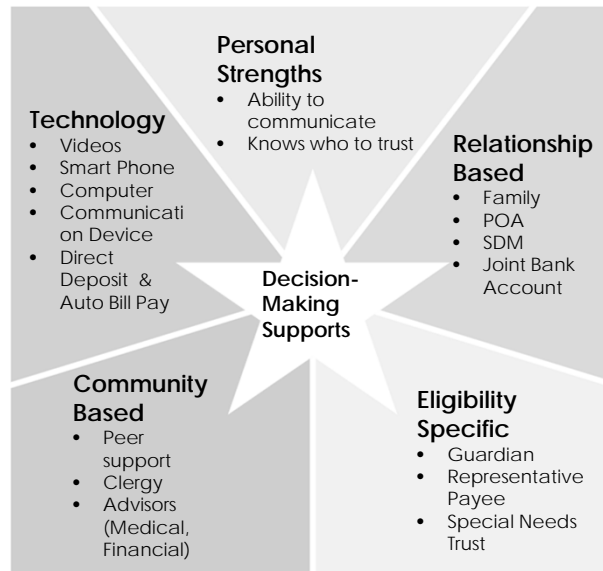 Personal
Strengths
• Ability to
communicate
• Knows who to trust
Technology
• Videos
• Smart Phone
• Computer
• Communicati
on Device
• Direct
Deposit &
Auto Bill Pay
Relationship
Based
• Family
• POA
• SDM
• Joint Bank
Account
Decision-
Making
Supports
Community
Based
• Peer
support
• Clergy
• Advisors
(Medical,
Financial)
Eligibility
Specific
• Guardian
• Representative
Payee
• Special Needs
Trust